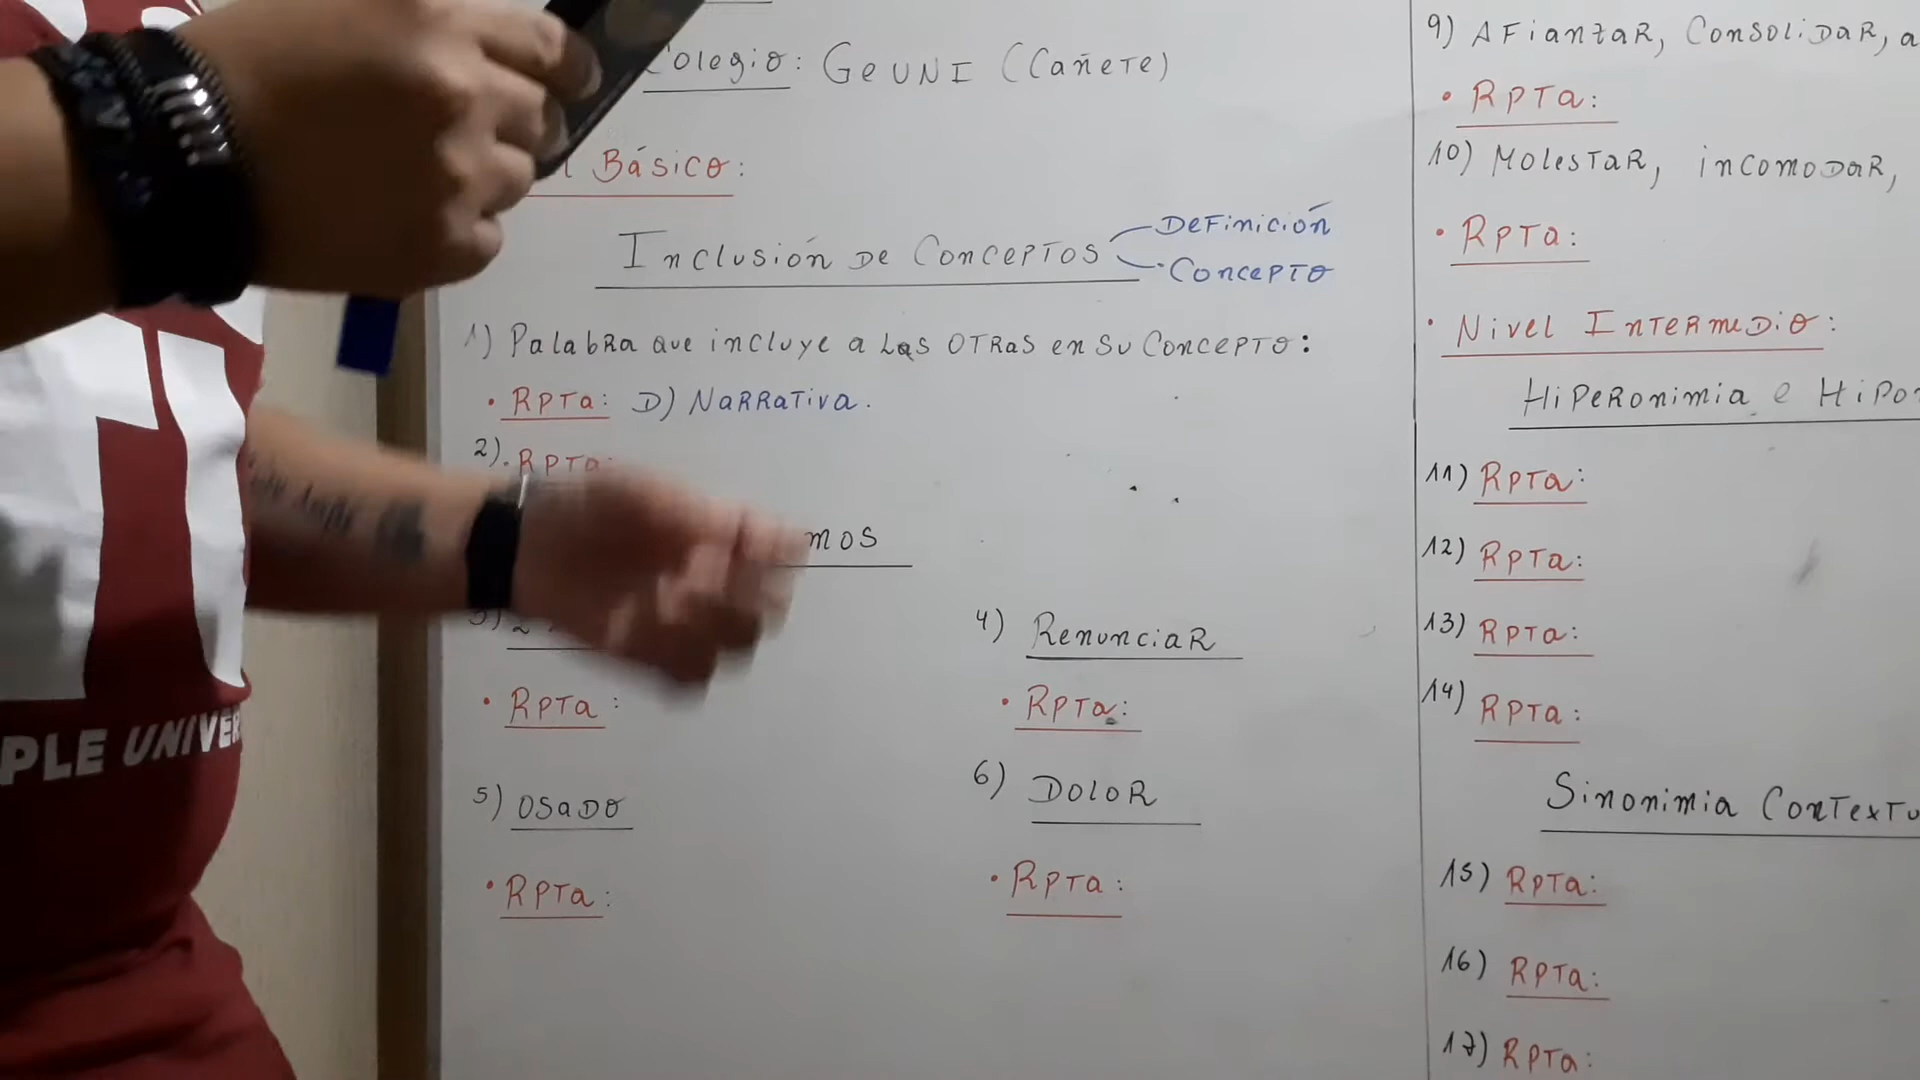 Colegio: GeUNI (Cañete)
Básico:
Inclusión de Conceptos
Definición
Concepto
1) Palabra que incluye a las otras en su concepto:
• Rpta: D) Narrativa.
2). Rpta:
mos
3)
4) Renunciar
• Rpta:
• Rpta:
5) Osado
6) Dolor
• Rpta:
• Rpta:
9) Afianzar, Consolidar, a
• Rpta:
10) Molestar, incomodar,
• Rpta:
• Nivel Intermedio:
Hiperonimia e Hipo
11) Rpta:
12) Rpta:
13) Rpta:
14) Rpta:
Sinonimia Contextu
15) Rpta:
16) Rpta:
17) Rpta:
PLE UNIVER